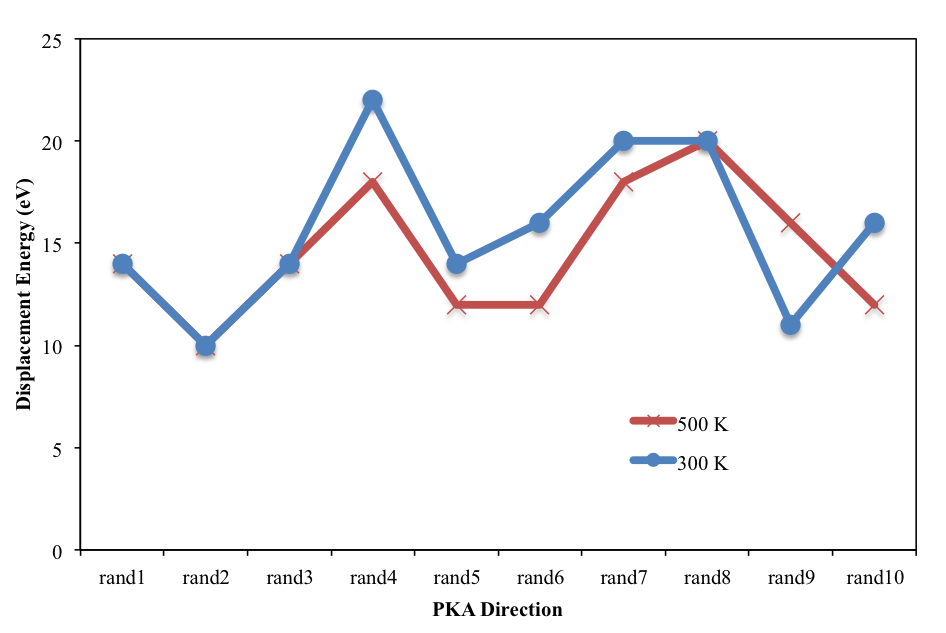 25
20
15
10
5
0
Displacement Energy (eV)
500 K
300 K
rand1 rand2 rand3 rand4 rand5 rand6 rand7 rand8 rand9 rand10
PKA Direction